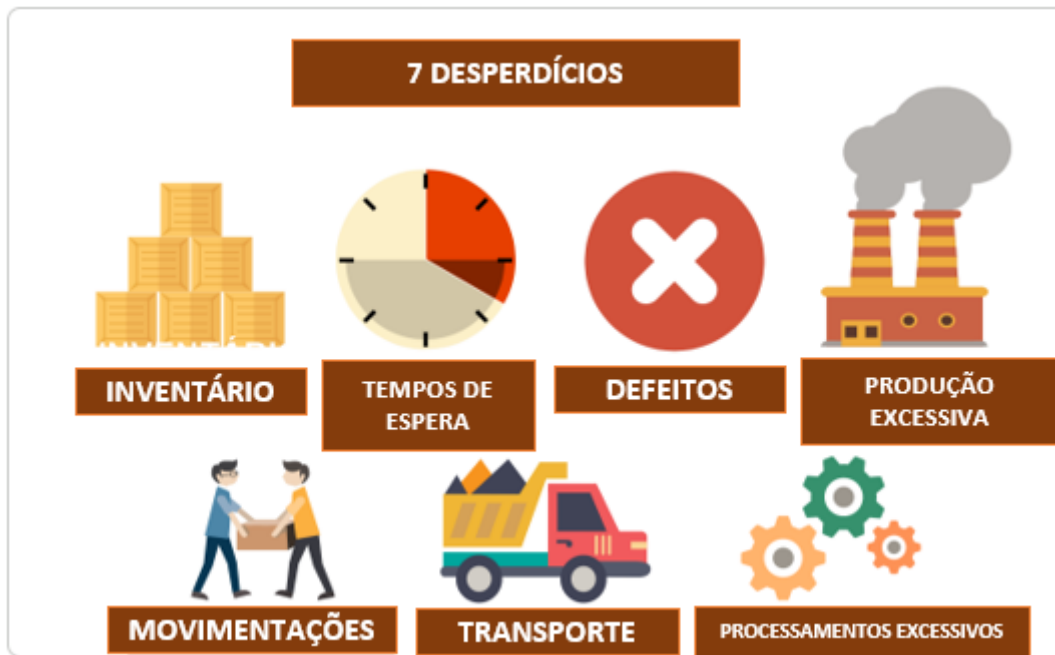 7 DESPERDÍCIOS
INVENTÁRIO
TEMPOS DE
ESPERA
DEFEITOS
PRODUÇÃO
EXCESSIVA
MOVIMENTAÇÕES
TRANSPORTE
PROCESSAMENTOS EXCESSIVOS